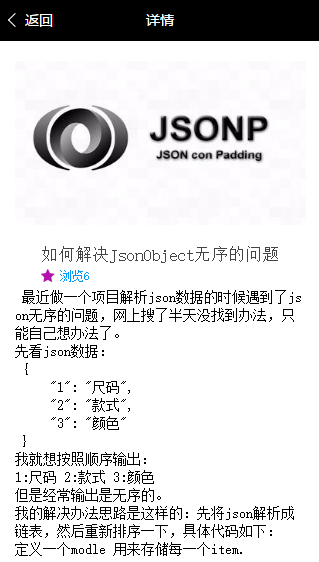 返回 详情
JSONP
JSON con Padding
如何解决JsonObject无序的问题
浏览6
最近做一个项目解析json数据的时候遇到了js
on无序的问题，网上搜了半天没找到办法，只
能自己想办法了。
先看json数据：
{
"1": "尺码",
"2": "款式",
"3": "颜色"
}
我就想按照顺序输出：
1:尺码 2:款式 3:颜色
但是经常输出是无序的。
我的解决办法思路是这样的：先将json解析成
链表，然后重新排序一下，具体代码如下：
定义一个modle 用来存储每一个item.